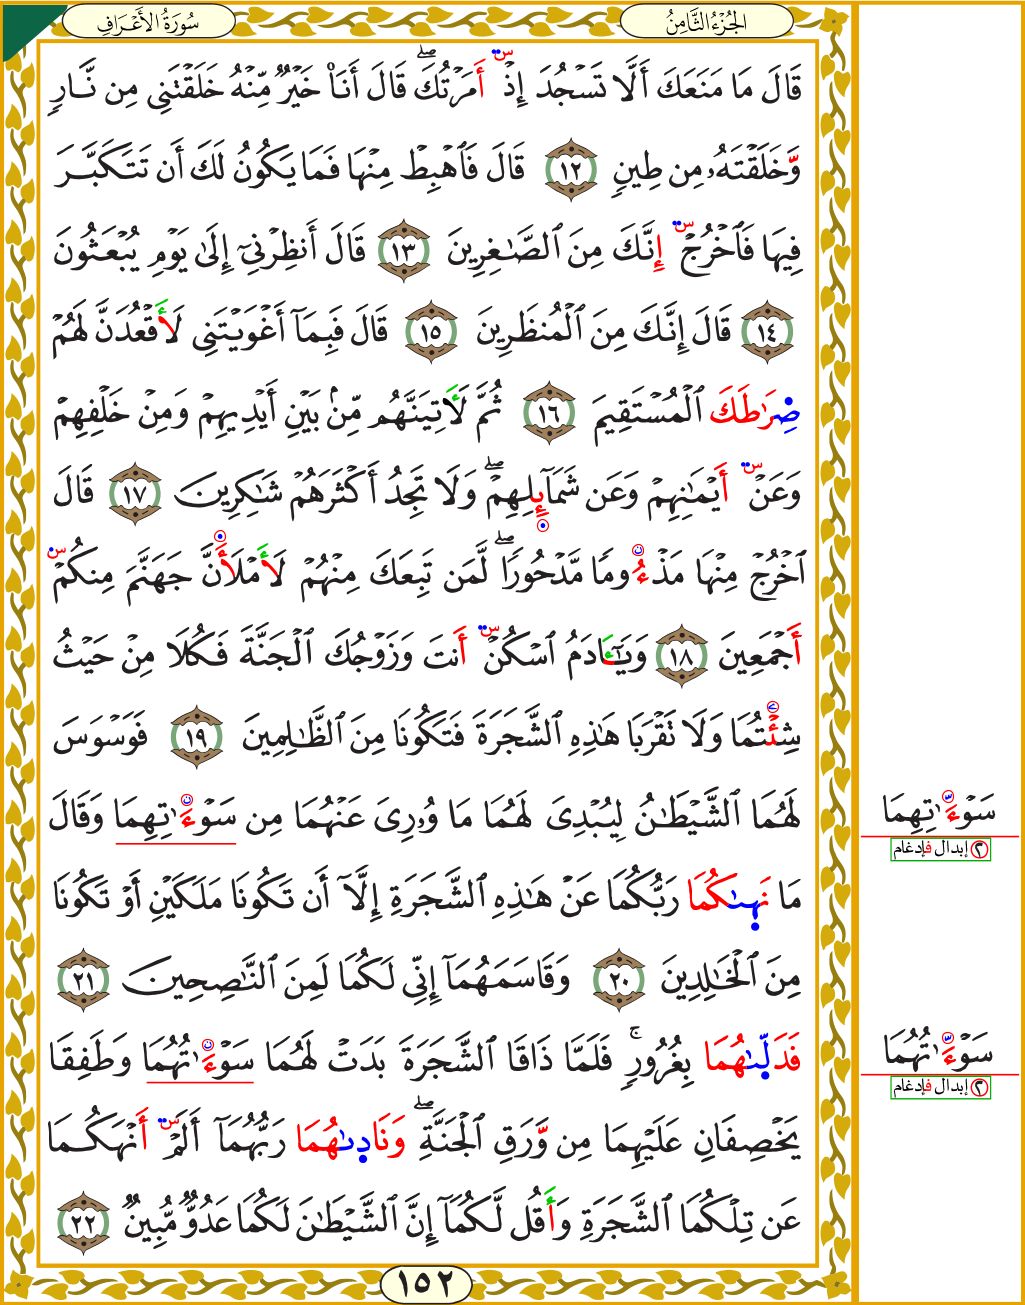 سُورَةُ الأَعْرَافِ
الجُزْءُ الثَّامِنُ
قَالَ مَا مَنَعَكَ أَلَّا تَسْجُدَ إِذْ س أَمَرْتُكَ ۖ قَالَ أَنَا۠ خَيْرٌ مِّنْهُ خَلَقْتَنِى مِن نَّارٍ
وَّخَلَقْتَهُۥ مِن طِينٍ ١٢ قَالَ فَٱهْبِطْ مِنْهَا فَمَا يَكُونُ لَكَ أَن تَتَكَبَّرَ
فِيهَا فَٱخْرُجْ س إِنَّكَ مِنَ ٱلصَّٰغِرِينَ ١٣ قَالَ أَنظِرْنِىٓ إِلَىٰ يَوْمِ يُبْعَثُونَ
١٤ قَالَ إِنَّكَ مِنَ ٱلْمُنظَرِينَ ١٥ قَالَ فَبِمَآ أَغْوَيْتَنِى لَأَقْعُدَنَّ لَهُمْ
صِرَٰطَكَ ٱلْمُسْتَقِيمَ ١٦ ثُمَّ لَأَتِيَنَّهُم مِّنۢ بَيْنِ أَيْدِيهِمْ وَمِنْ خَلْفِهِمْ
وَعَنْ س أَيْمَٰنِهِمْ وَعَن شَمَآئِلِهِمْ ۖ وَلَا تَجِدُ أَكْثَرَهُمْ شَٰكِرِينَ ١٧ قَالَ
ٱخْرُجْ مِنْهَا مَذْءُومًا مَّدْحُورًا ۖ لَّمَن تَبِعَكَ مِنْهُمْ لَأَمْلَأَنَّ جَهَنَّمَ مِنكُمْ س
أَجْمَعِينَ ١٨ وَيَٰٓـَٔادَمُ ٱسْكُنْ س أَنتَ وَزَوْجُكَ ٱلْجَنَّةَ فَكُلَا مِنْ حَيْثُ
شِئْتُمَا وَلَا تَقْرَبَا هَٰذِهِ ٱلشَّجَرَةَ فَتَكُونَا مِنَ ٱلظَّٰلِمِينَ ١٩ فَوَسْوَسَ
لَهُمَا ٱلشَّيْطَٰنُ لِيُبْدِىَ لَهُمَا مَا وُۥرِىَ عَنْهُمَا مِن سَوْءَٰتِهِمَا وَقَالَ
سَوْءَٰتِهِمَا
٢ إبدال فإدغام
مَا نَهىٰكُمَا رَبُّكُمَا عَنْ هَٰذِهِ ٱلشَّجَرَةِ إِلَّآ أَن تَكُونَا مَلَكَيْنِ أَوْ تَكُونَا
مِنَ ٱلْخَٰلِدِينَ ٢٠ وَقَاسَمَهُمَآ إِنِّى لَكُمَا لَمِنَ ٱلنَّٰصِحِينَ ٢١
فَدَلّىٰهُمَا بِغُرُورٍ ۚ فَلَمَّا ذَاقَا ٱلشَّجَرَةَ بَدَتْ لَهُمَا سَوْءَٰتُهُمَا وَطَفِقَا
سَوْءَٰتُهُمَا
٢ إبدال فإدغام
يَخْصِفَانِ عَلَيْهِمَا مِن وَّرَقِ ٱلْجَنَّةِ ۖ وَنَادىٰهُمَا رَبُّهُمَآ أَلَمْ س أَنْهَكُمَا
عَن تِلْكُمَا ٱلشَّجَرَةِ وَأَقُل لَّكُمَآ إِنَّ ٱلشَّيْطَٰنَ لَكُمَا عَدُوٌّ مُّبِينٌ ٢٢
١٥٢